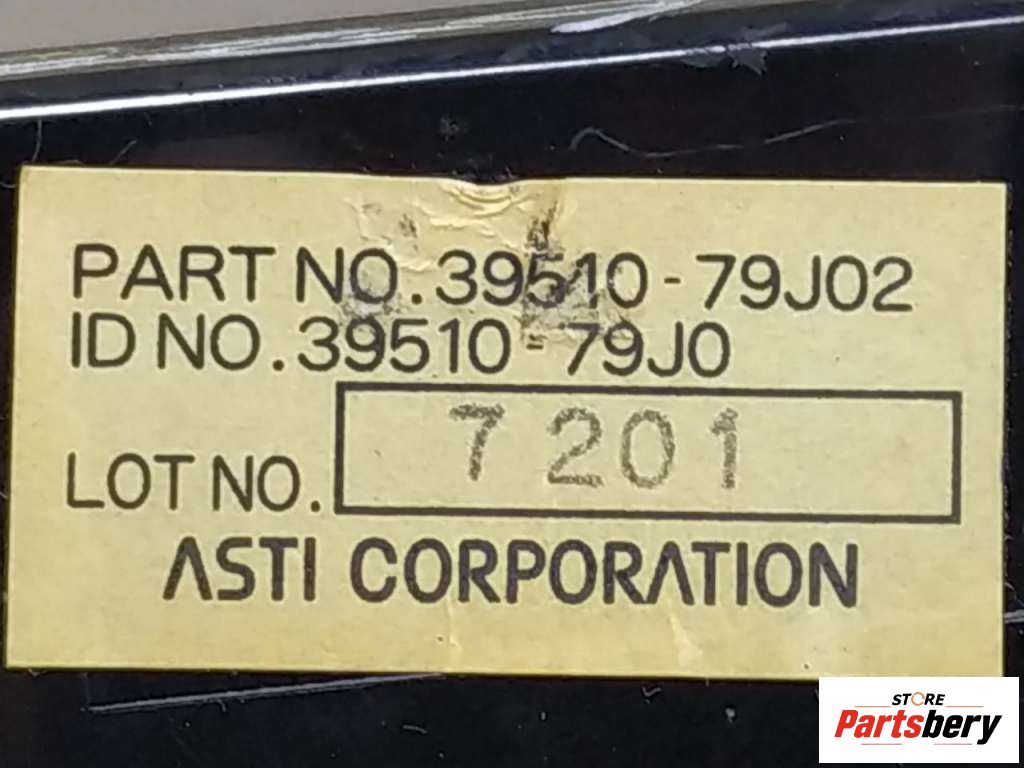 PART NO. 39510-79J02
ID NO. 39510-79J0
LOT NO. 7201
ASTI CORPORATION
STORE
Partsbery